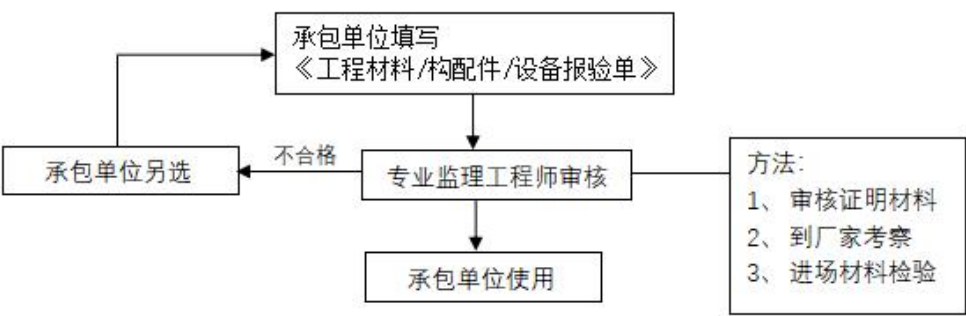 承包单位填写
《工程材料/构配件/设备报验单》
不合格
承包单位另选
专业监理工程师审核
方法：
1、 审核证明材料
2、 到厂家考察
3、 进场材料检验
承包单位使用